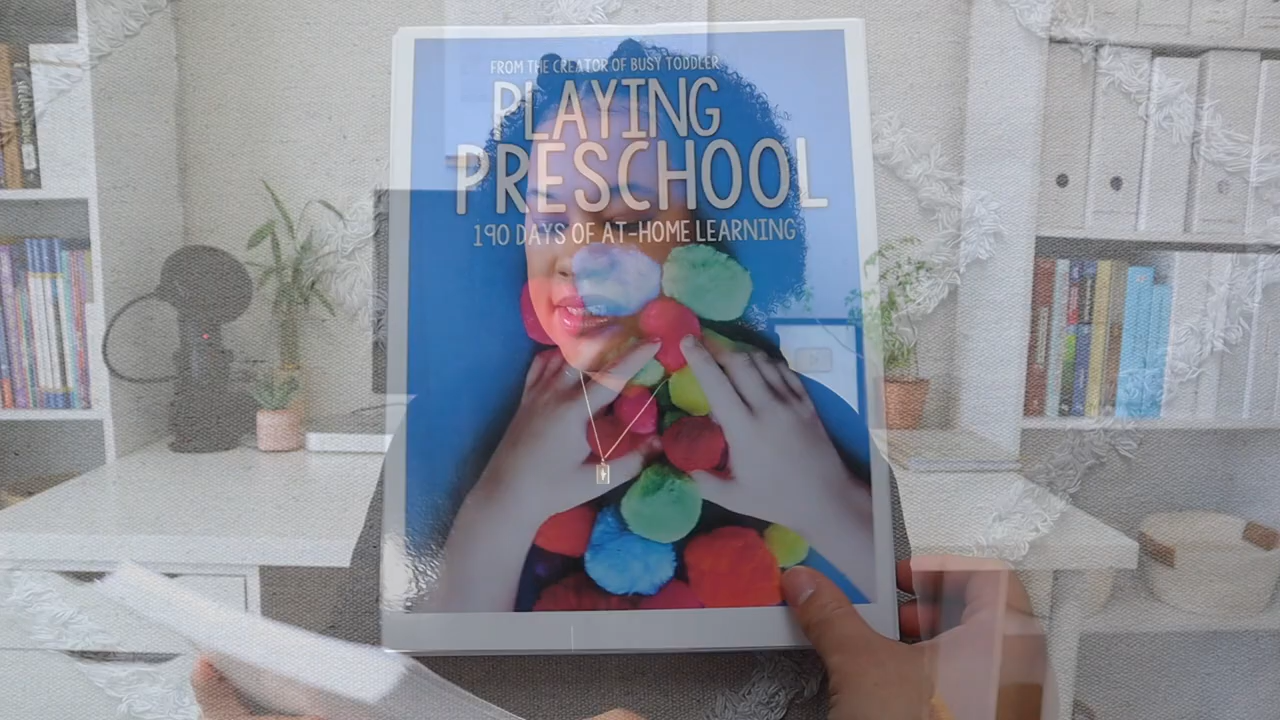 FROM THE CREATOR OF BUSY TODDLER
PLAYING
PRESCHOOL
190 DAYS OF AT-HOME LEARNING